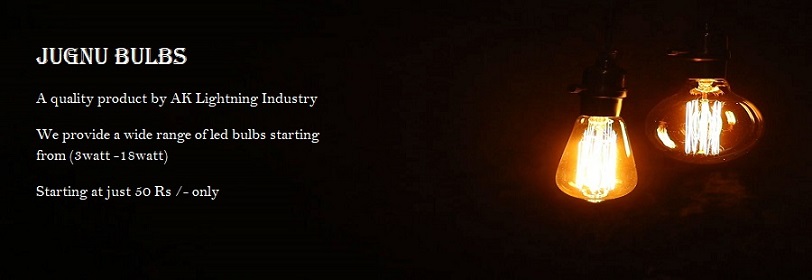 JUGNU BULBS
A quality product by AK Lightning Industry
We provide a wide range of led bulbs starting
from (3watt -18watt)
Starting at just 50 Rs /- only